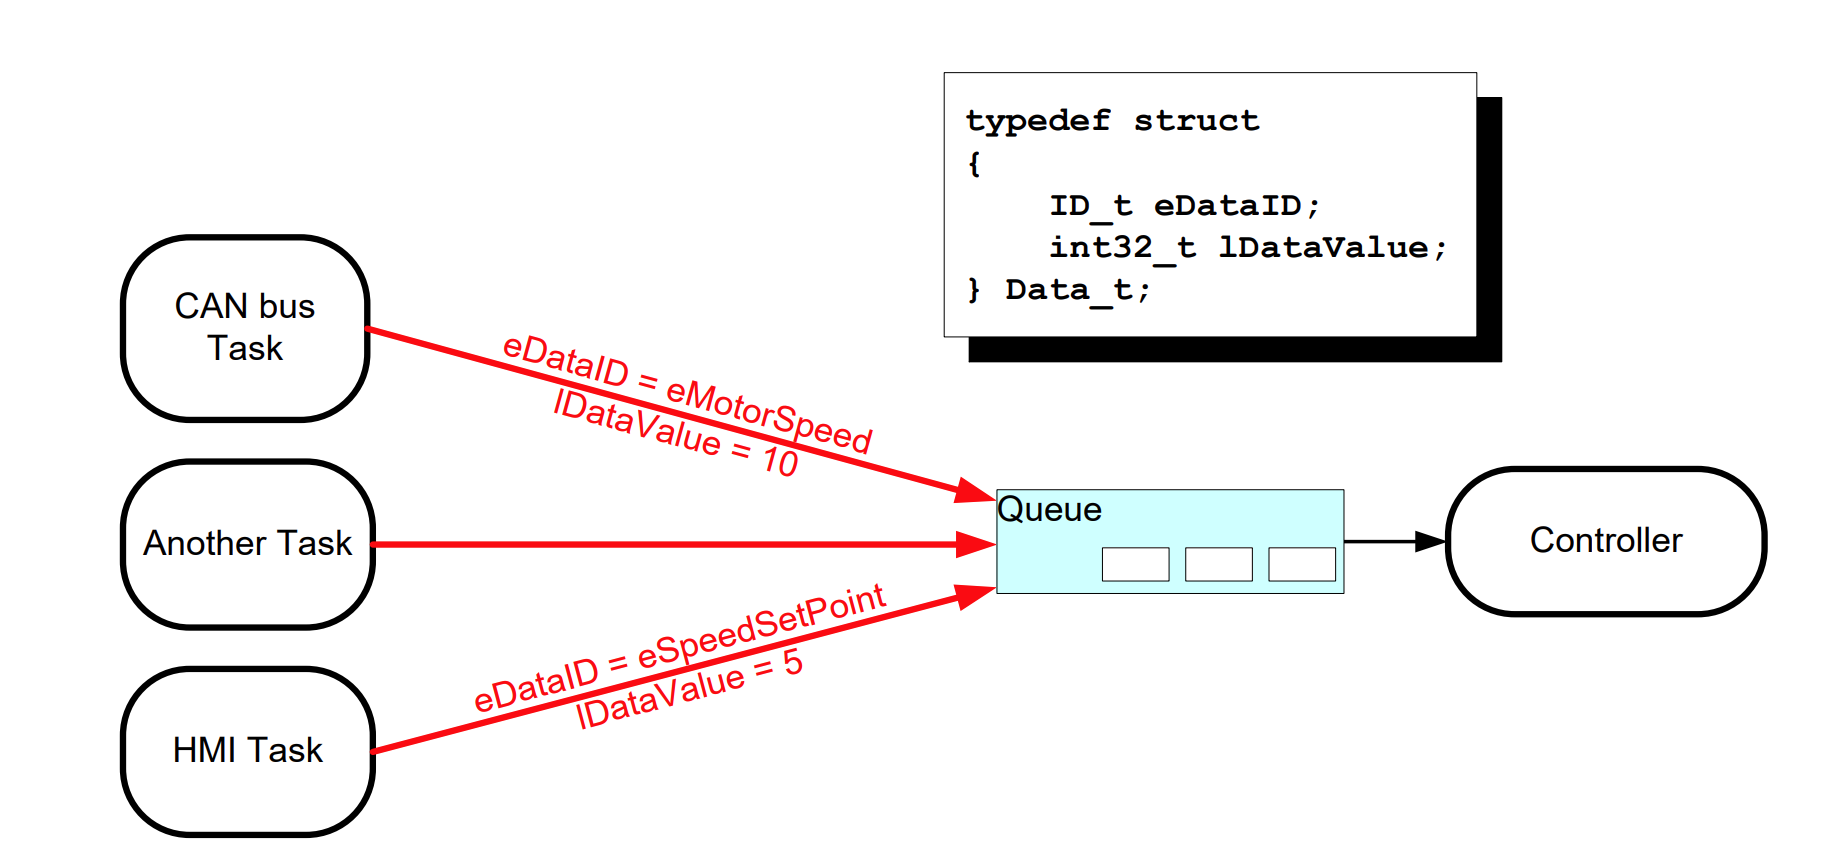 typedef struct
{
ID_t eDataID;
int32_t lDataValue;
} Data_t;
CAN bus
Task
eDataID = eMotorSpeed
lDataValue = 10
Queue
Another Task
Controller
eDataID = eSpeedSetPoint
lDataValue = 5
HMI Task